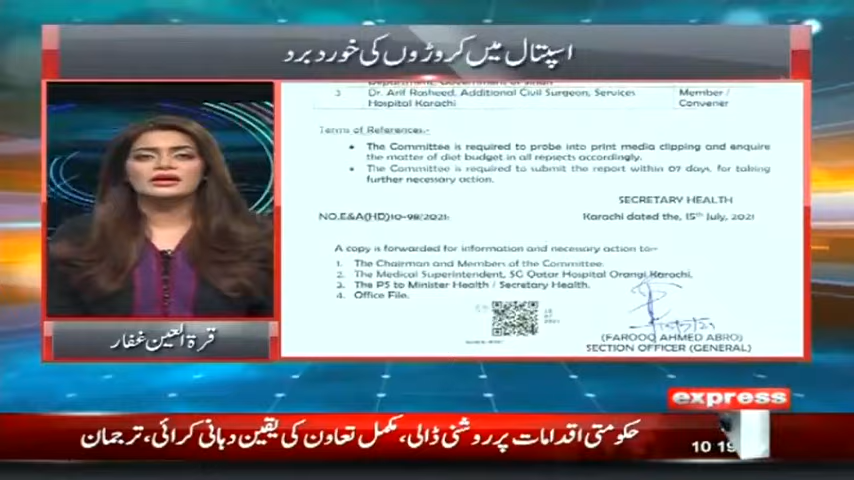 اسپتال میں کروڑوں کی خورد برد
3 Dr. Arif Rasheed, Additional Civil Surgeon, Services Member /
Hospital Karachi Convener
Terms of References:-
• The Committee is required to probe into print media clipping and enquire
the matter of diet budget in all repsects accordingly.
• The Committee is required to submit the report within 07 days, for taking
further necessary action.
SECRETARY HEALTH
NO.E&A(HD)10-98/2021: Karachi dated the, 15th July, 2021
A copy is forwarded for information and necessary action to:-
1. The Chairman and Members of the Committee.
2. The Medical Superintendent, SG Qatar Hospital Orangi Karachi.
3. The PS to Minister Health / Secretary Health.
4. Office File.
(FAROOQ AHMED ABRO)
SECTION OFFICER (GENERAL)
قرۃ العین غفار
express
حکومتی اقدامات پر روشنی ڈالی، مکمل تعاون کی یقین دہانی کرائی، ترجمان
10 19